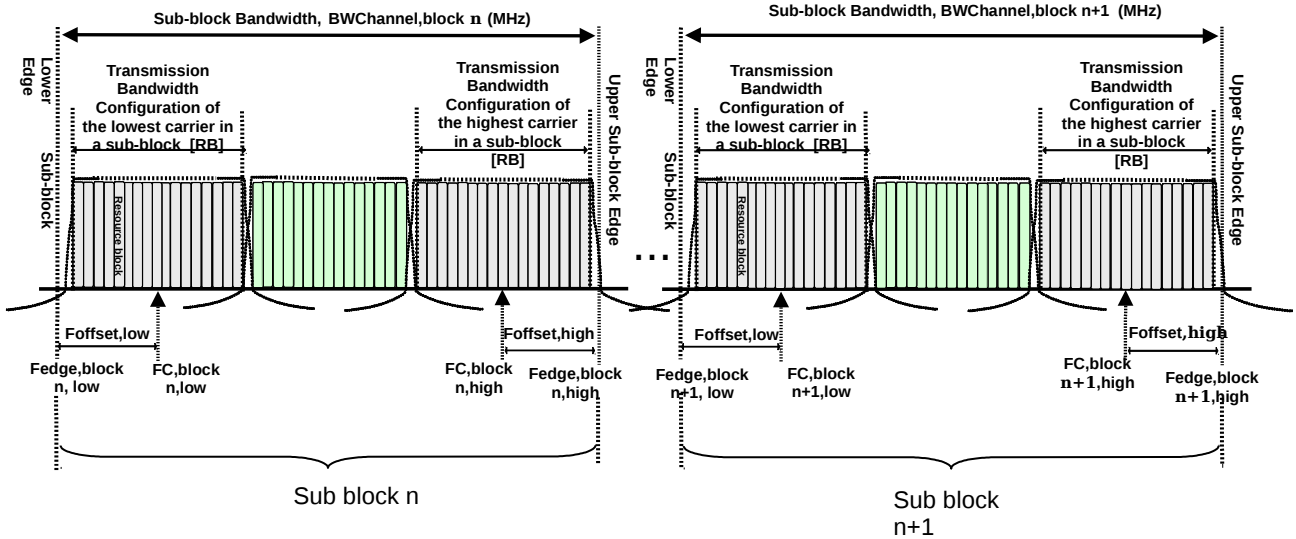 Sub-block Bandwidth, BWChannel,block n (MHz)
Lower Edge
Sub-block
Transmission
Bandwidth
Configuration of
the lowest carrier in
a sub-block [RB]
Transmission
Bandwidth
Configuration of
the highest carrier
in a sub-block
[RB]
Upper Sub-block Edge
Resource block
Foffset,low
Foffset,high
Fedge,block
n, low
FC,block
n,low
FC,block
n,high
Fedge,block
n,high
Sub block n
...
Sub-block Bandwidth, BWChannel,block n+1 (MHz)
Lower Edge
Sub-block
Transmission
Bandwidth
Configuration of
the lowest carrier in
a sub-block [RB]
Transmission
Bandwidth
Configuration of
the highest carrier
in a sub-block
[RB]
Upper Sub-block Edge
Resource block
Foffset,low
Foffset,high
Fedge,block
n+1, low
FC,block
n+1,low
FC,block
n+1,high
Fedge,block
n+1,high
Sub block
n+1